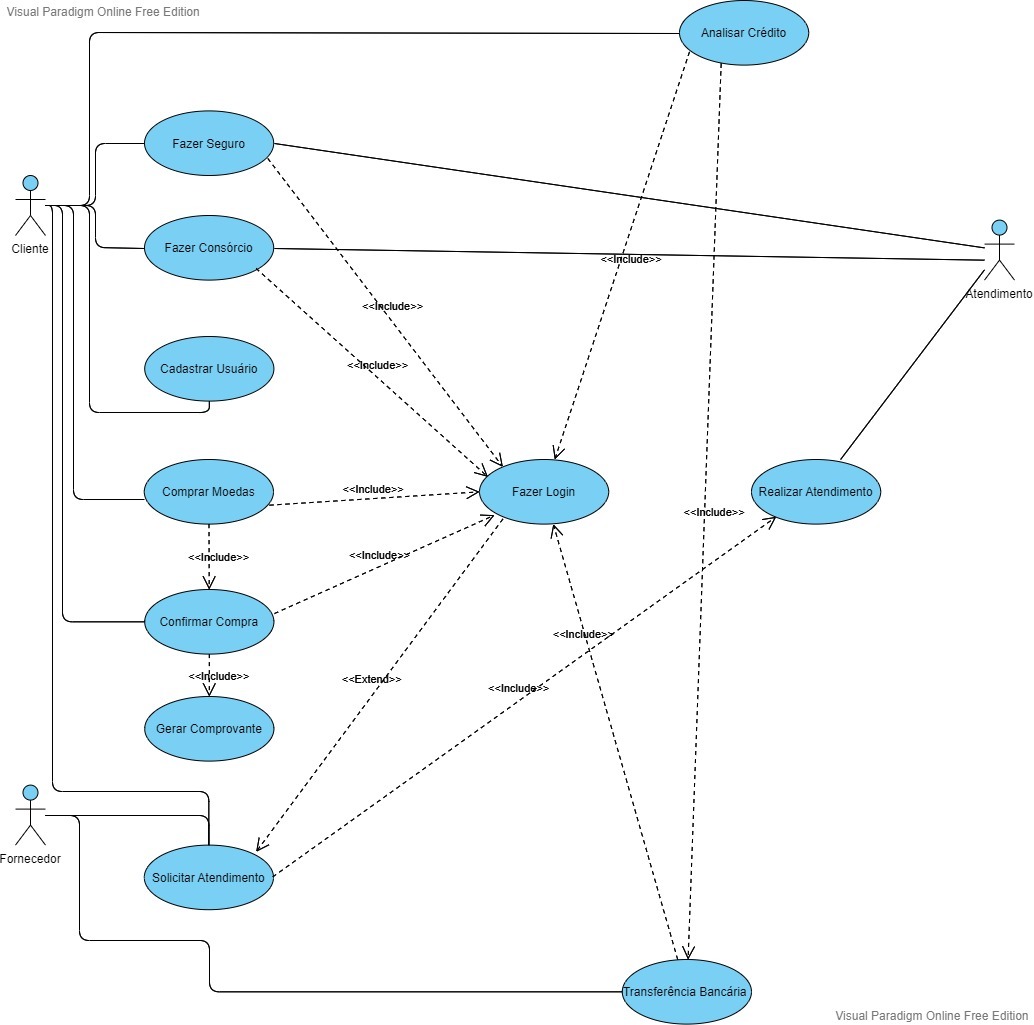 Visual Paradigm Online Free Edition
Analisar Crédito
Fazer Seguro
Cliente
Fazer Consórcio
<<Include>>
Atendimento
<<Include>>
<<Include>>
Cadastrar Usuário
Comprar Moedas
<<Include>>
Fazer Login
Realizar Atendimento
<<Include>>
<<Include>>
<<Include>>
Confirmar Compra
<<Include>>
<<Include>>
<<Extend>>
<<Include>>
Gerar Comprovante
Fornecedor
Solicitar Atendimento
Transferência Bancária
Visual Paradigm Online Free Edition